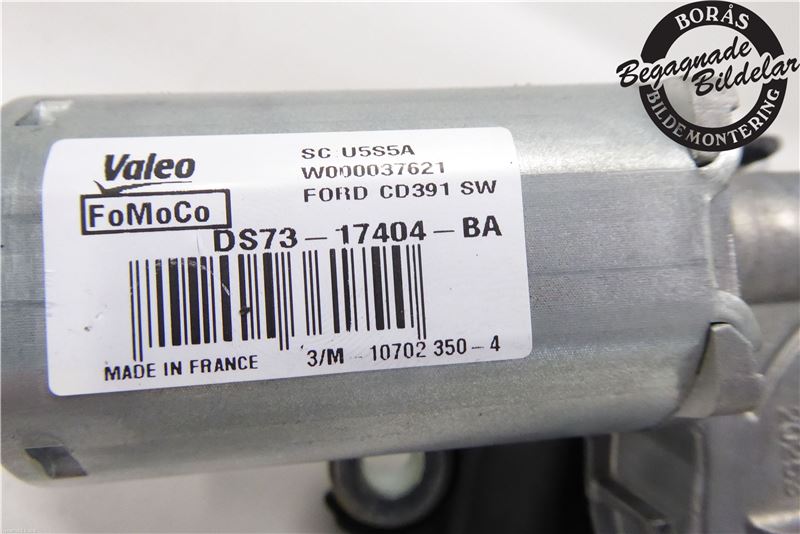 BORÅS
Begagnade
Bildelar
BILDEMONTERING
Valeo
SC U5S5A
W000037621
FORD CD391 SW
FoMoCo
DS73-17404-BA
MADE IN FRANCE
3/M - 10702 350-4